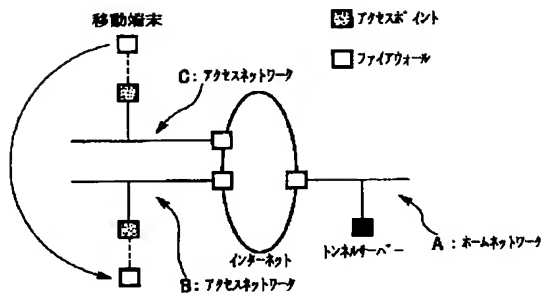 移動端末
アクセスポイント
ファイアウォール
C:アクセスネットワーク
インターネット
トンネルサーバー
A:ホームネットワーク
B:アクセスネットワーク